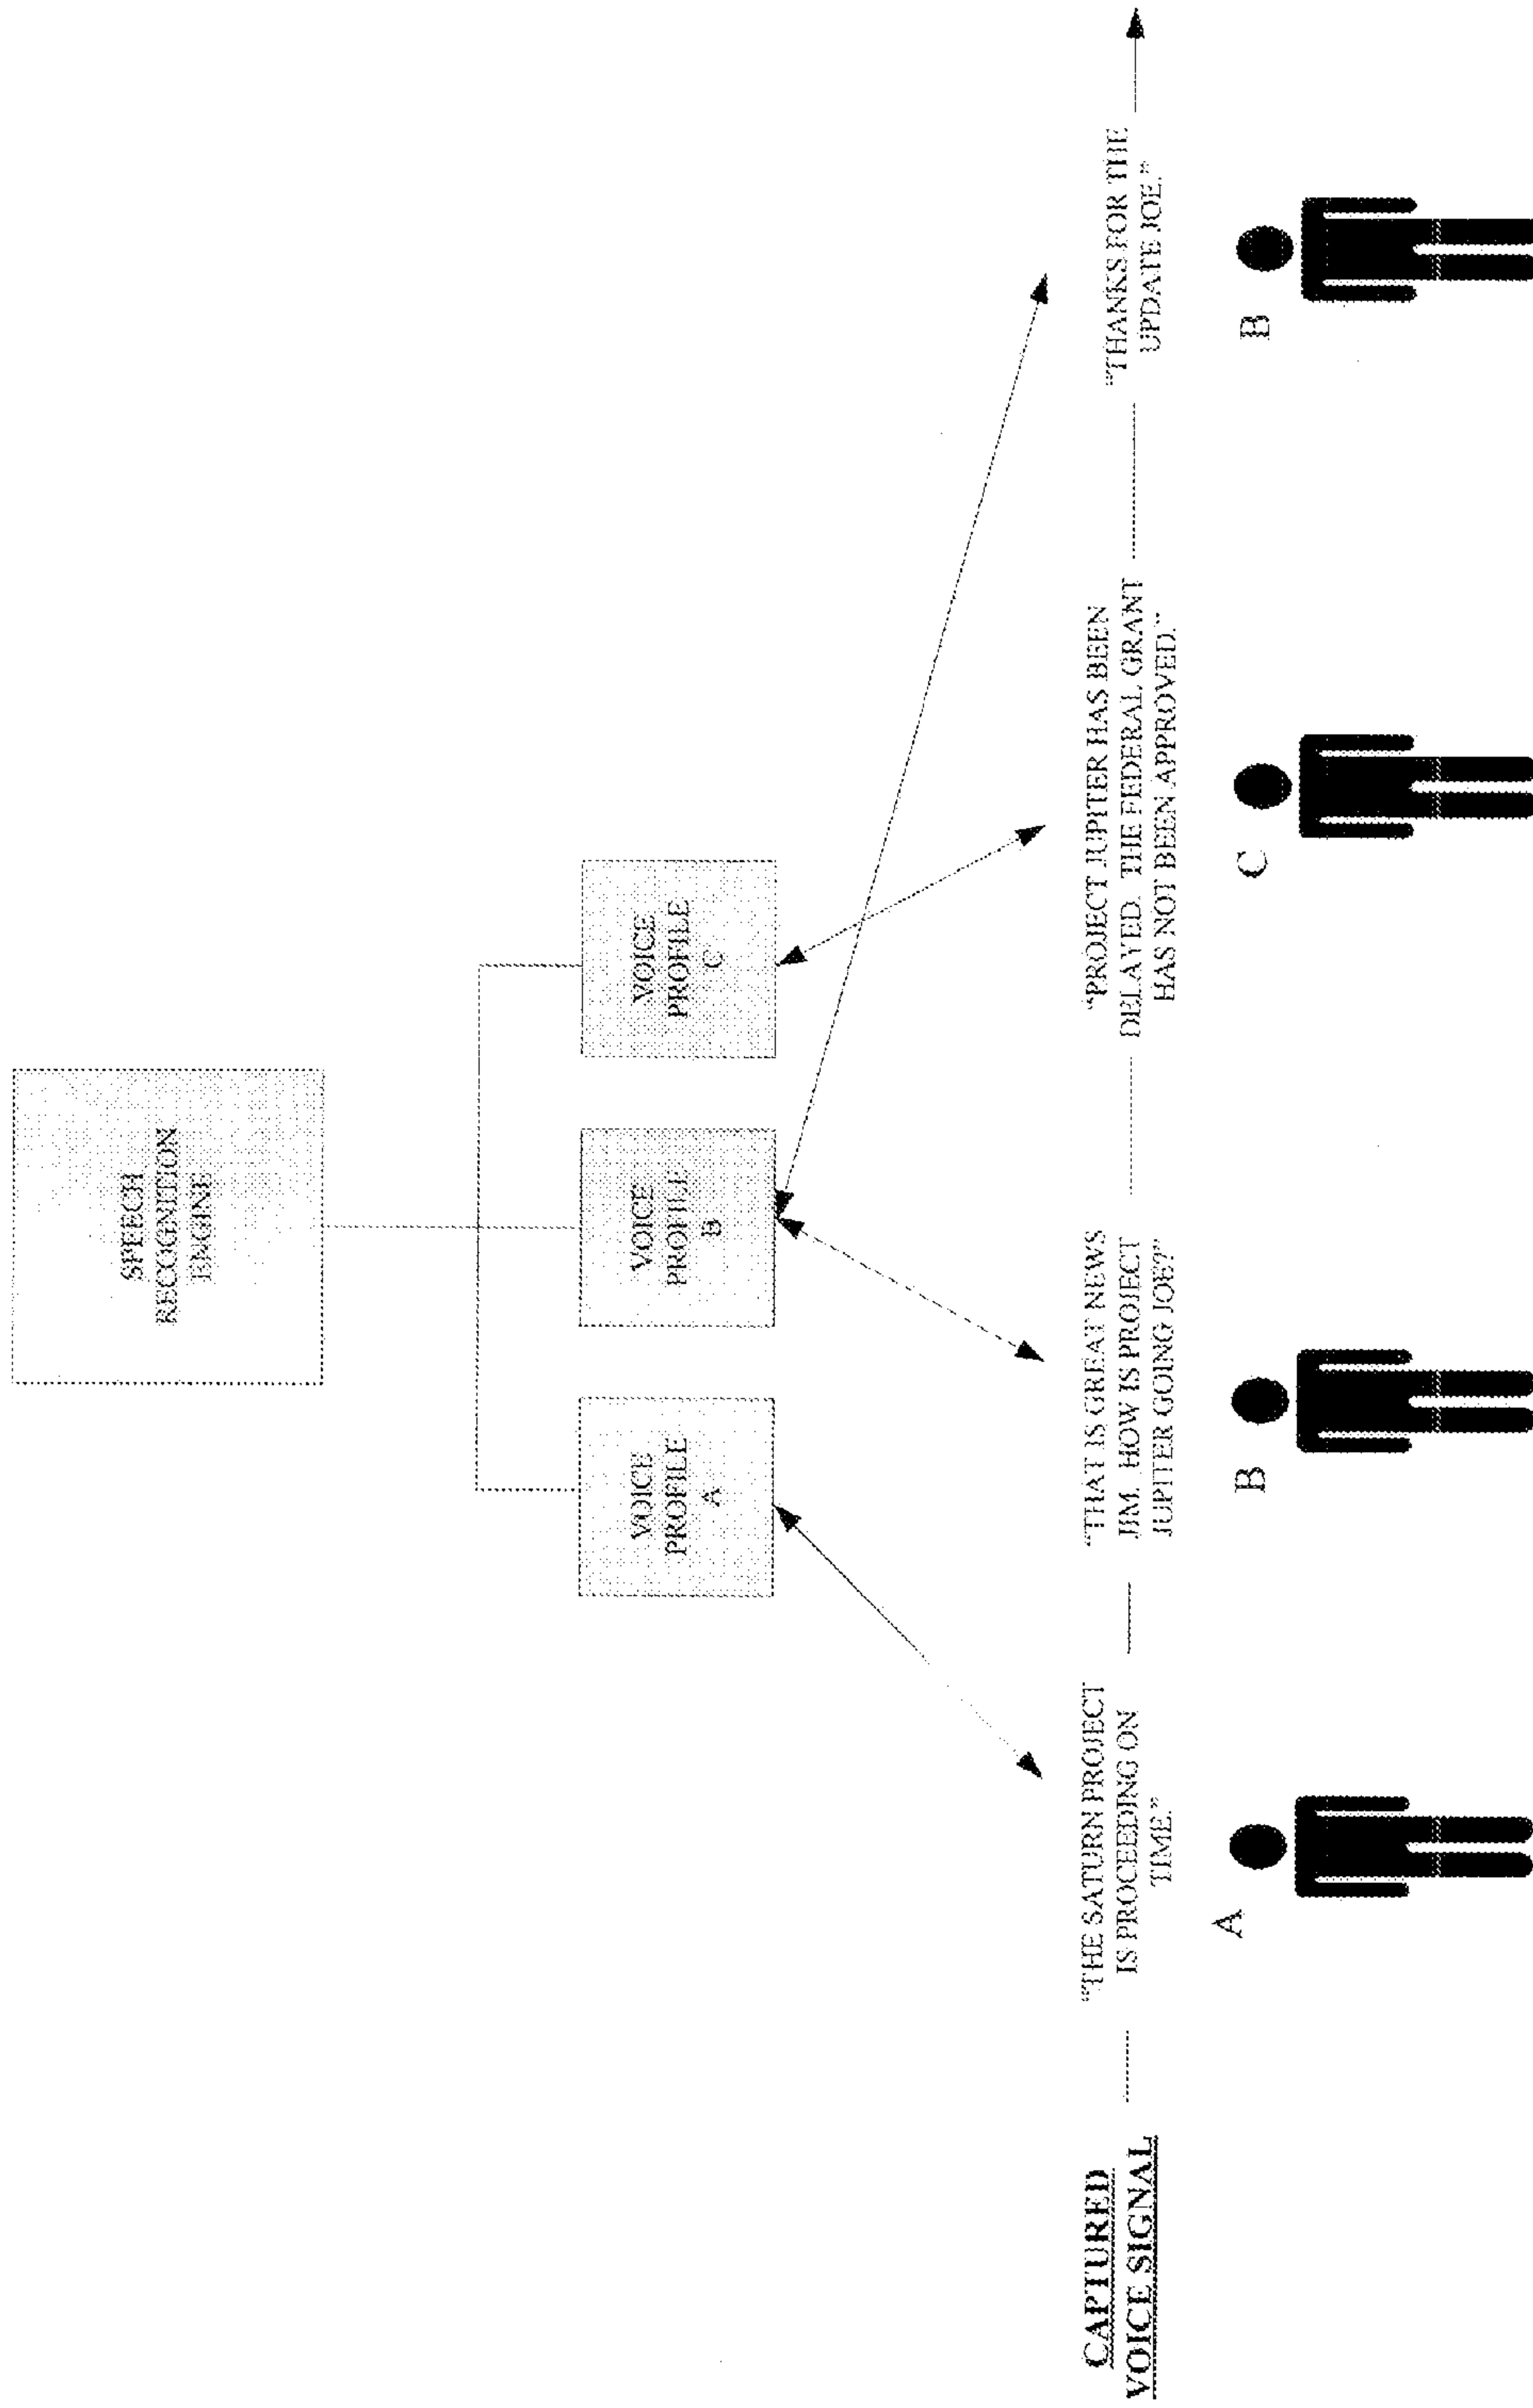 SPEECH
RECOGNITION
ENGINE
VOICE
PROFILE
A
VOICE
PROFILE
B
VOICE
PROFILE
C
CAPTURED
VOICE SIGNAL
"THE SATURN PROJECT
IS PROCEEDING ON
TIME."
"THAT IS GREAT NEWS
JIM. HOW IS PROJECT
JUPITER GOING JOE?"
"PROJECT JUPITER HAS BEEN
DELAYED. THE FEDERAL GRANT
HAS NOT BEEN APPROVED."
"THANKS FOR THE
UPDATE JOE."
A
B
C
B